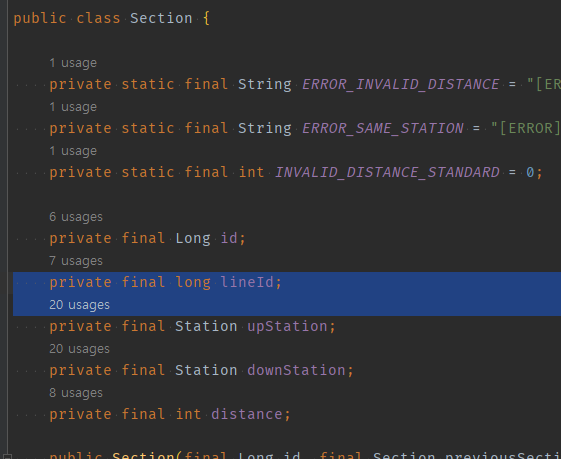 public class Section {
1 usage
private static final String ERROR_INVALID_DISTANCE = "[ER
1 usage
private static final String ERROR_SAME_STATION = "[ERROR]
1 usage
private static final int INVALID_DISTANCE_STANDARD = 0;
6 usages
private final Long id;
7 usages
private final long lineId;
20 usages
private final Station upStation;
20 usages
private final Station downStation;
8 usages
private final int distance;
public Section(final Long id, final Section previousSecti